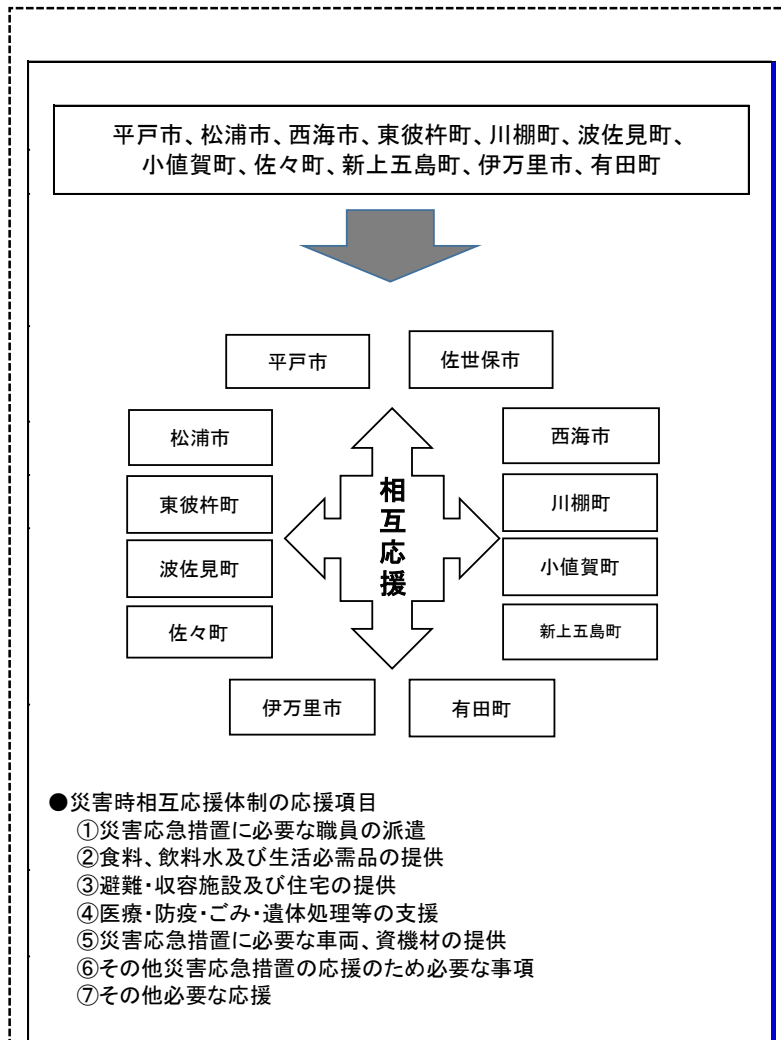 平戸市、松浦市、西海市、東彼杵町、川棚町、波佐見町、
小値賀町、佐々町、新上五島町、伊万里市、有田町
平戸市
佐世保市
松浦市
西海市
東彼杵町
川棚町
相互応援
波佐見町
小値賀町
佐々町
新上五島町
伊万里市
有田町
●災害時相互応援体制の応援項目
①災害応急措置に必要な職員の派遣
②食料、飲料水及び生活必需品の提供
③避難・収容施設及び住宅の提供
④医療・防疫・ごみ・遺体処理等の支援
⑤災害応急措置に必要な車両、資機材の提供
⑥その他災害応急措置の応援のため必要な事項
⑦その他必要な応援